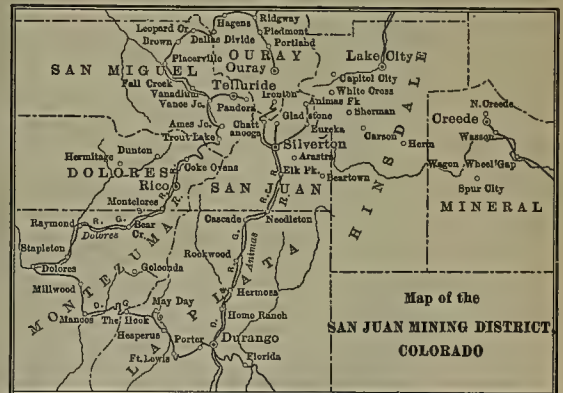 Hagens
Ridgway
Leopard Cr.
Piedmont
Brown
Dallas Divide
Portland
Placerville
OURAY
Lake City
SAN MIGUEL
Ouray
Capitol City
Fall Creek
Telluride
White Cross
Vanadium
Ironton
Animas Fk
N. Creede
Vance Jc.
Pandora
Sherman
Creede
Ames Jc.
Chatt
Gladstone
HINSDALE
Wasson
Trout Lake
anooga
Eureka
Carson
Dunton
Silverton
Herm
Hermitage
Arastra
Wagon Wheel Gap
DOLORES
Coke Ovens
Elk Pk.
Beartown
Spur City
Rico
SAN JUAN
MINERAL
Montelores
R. G. R. R.
Raymond
Cascade
Needleton
Dolores
Bear
Cr.
Stapleton
Rockwood
Animas
Dolores
Golconda
MONTEZUMA
Millwood
LA PLATA
Hermosa
May Day
Mancos
The Hook
Home Ranch
Hesperus
Porter
Durango
Ft. Lewis
Florida
Map of the
SAN JUAN MINING DISTRICT,
COLORADO